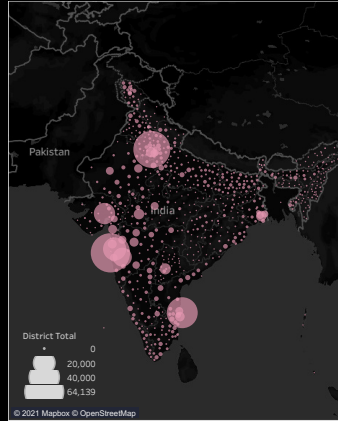 Pakistan
India
District Total
0
20,000
40,000
64,139
© 2021 Mapbox © OpenStreetMap